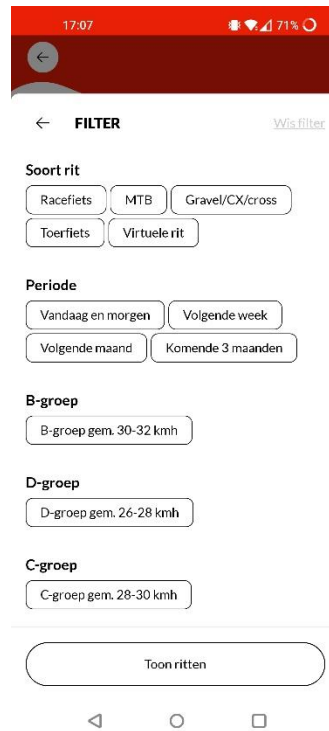 17:07 71%
FILTER Wis filter
Soort rit
Racefiets MTB Gravel/CX/cross
Toerfiets Virtuele rit
Periode
Vandaag en morgen Volgende week
Volgende maand Komende 3 maanden
B-groep
B-groep gem. 30-32 kmh
D-groep
D-groep gem. 26-28 kmh
C-groep
C-groep gem. 28-30 kmh
Toon ritten